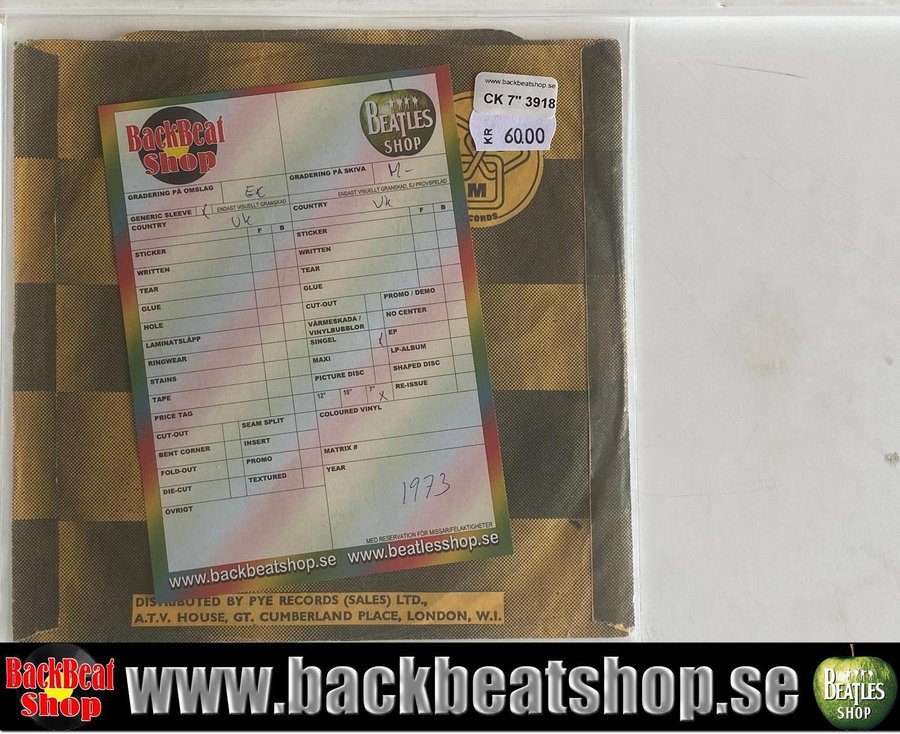 www.backbeatshop.se
CK 7" 3918
KR 60.00
BackBeat Shop
BEATLES SHOP
M
CORDS
GRADERING PÅ OMSLAG EX
GRADERING PÅ SKIVA M-
GENERIC SLEEVE
ENDAST VISUELLT GRANSKAD
ENDAST VISUELLT GRANSKAD, EJ PROVSPELAD
COUNTRY UK
F B
STICKER
WRITTEN
TEAR
GLUE
HOLE
LAMINATSLÄPP
RINGWEAR
STAINS
TAPE
PRICE TAG
CUT-OUT
SEAM SPLIT
BENT CORNER
INSERT
FOLD-OUT
PROMO
DIE-CUT
TEXTURED
ÖVRIGT
COUNTRY UK
F B
STICKER
WRITTEN
TEAR
GLUE
CUT-OUT
PROMO / DEMO
VÄRMESKADA /
VINYLBUBBLOR
NO CENTER
SINGEL
EP
MAXI
LP-ALBUM
PICTURE DISC
SHAPED DISC
12" 10" 7" X
RE-ISSUE
COLOURED VINYL
MATRIX #
YEAR
1973
MED RESERVATION FÖR MISSAR/FELAKTIGHETER
www.backbeatshop.se www.beatlesshop.se
DISTRIBUTED BY PYE RECORDS (SALES) LTD.,
A.T.V. HOUSE, GT. CUMBERLAND PLACE, LONDON, W.I.
BackBeat Shop
www.backbeatshop.se
BEATLES SHOP